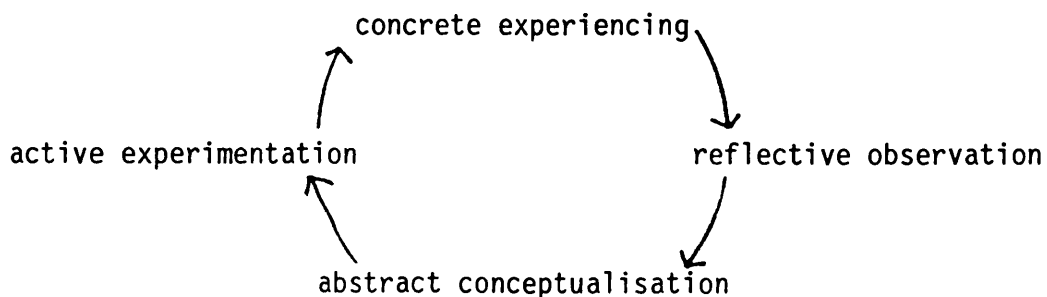 concrete experiencing
active experimentation
reflective observation
abstract conceptualisation